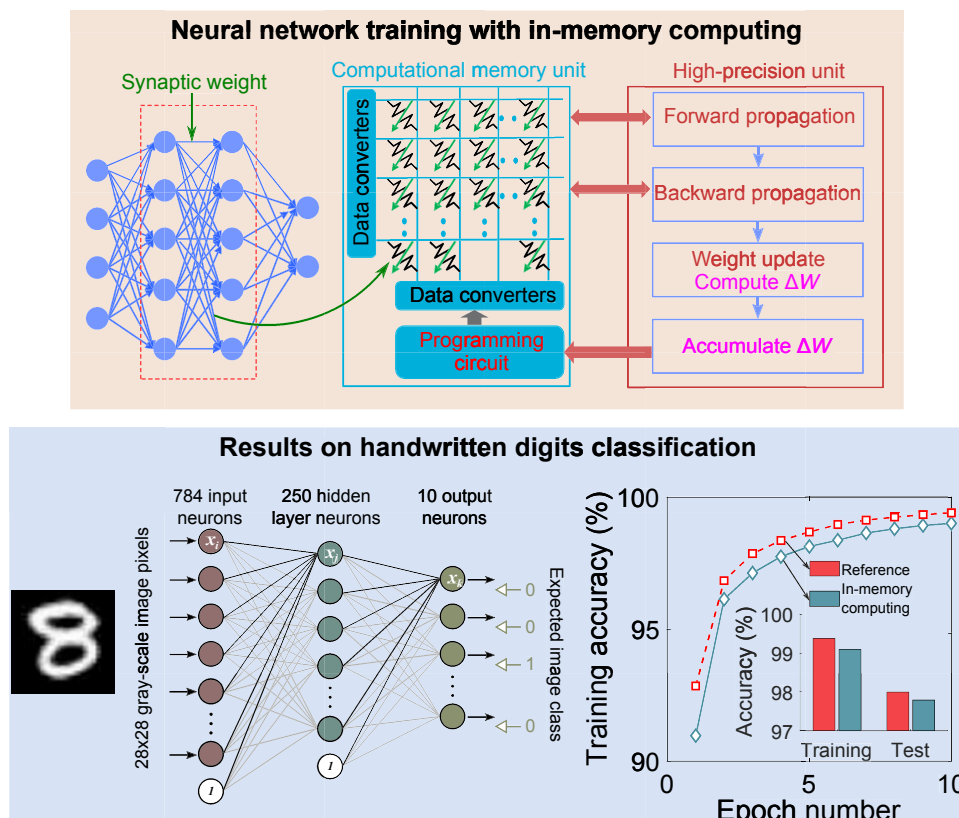 Neural network training with in-memory computing
Synaptic weight
Computational memory unit
High-precision unit
Data converters
Data converters
Programming
circuit
Forward propagation
Backward propagation
Weight update
Compute ΔW
Accumulate ΔW
Results on handwritten digits classification
784 input
neurons
250 hidden
layer neurons
10 output
neurons
28x28 gray-scale image pixels
x_i
x_j
x_k
1
1
0
0
1
0
Expected image class
Training accuracy (%)
100
95
90
0
5
10
Epoch number
Reference
In-memory
computing
Accuracy (%)
100
99
98
97
Training
Test